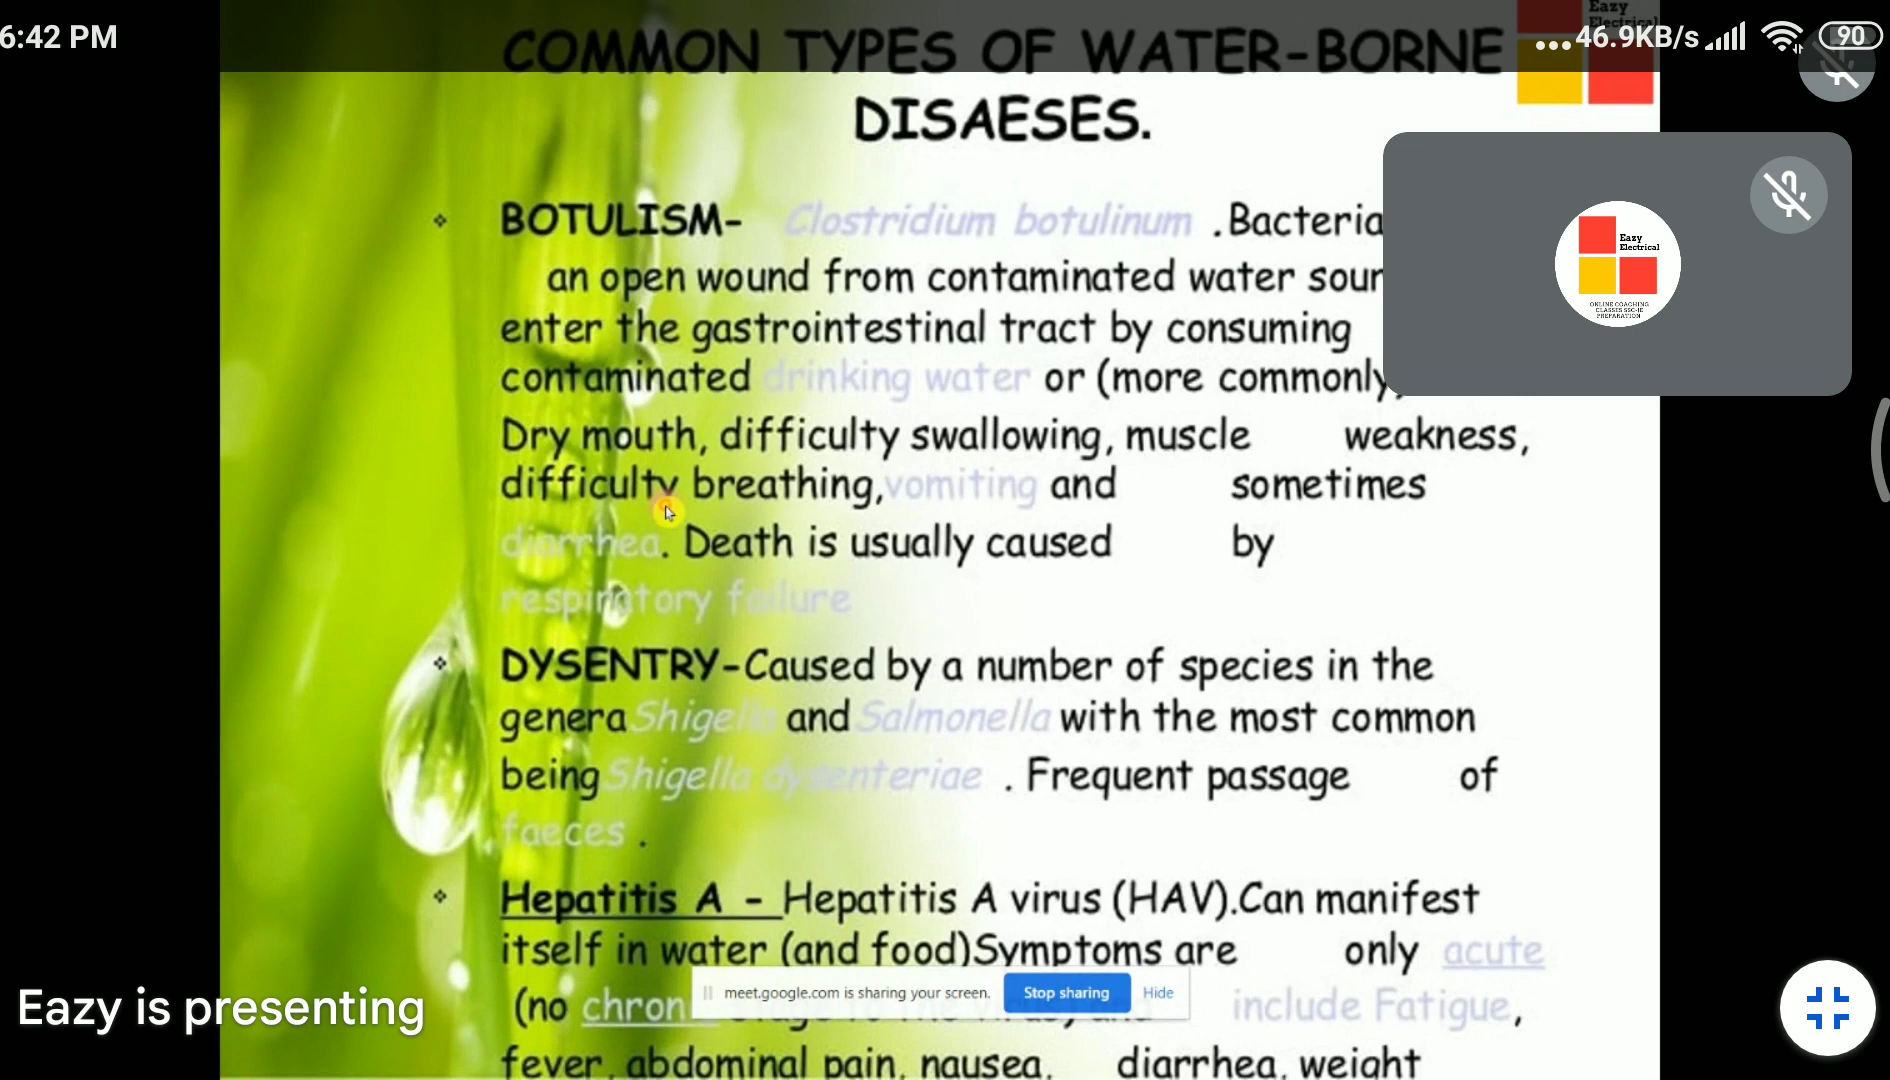 6:42 PM
46.9KB/s
90
Eazy
Electrical
COMMON TYPES OF WATER-BORNE
DISAESES.
BOTULISM- Clostridium botulinum .Bacteria
Eazy
Electrical
ONLINE COACHING
CLASSES SSC-JE
PREPARATION
an open wound from contaminated water sour
enter the gastrointestinal tract by consuming
contaminated drinking water or (more commonly
Dry mouth, difficulty swallowing, muscle weakness,
difficulty breathing,vomiting and sometimes
diarrhea. Death is usually caused by
respiratory failure
DYSENTRY-Caused by a number of species in the
genera Shigella and Salmonella with the most common
being Shigella dysenteriae . Frequent passage of
faeces .
Hepatitis A - Hepatitis A virus (HAV).Can manifest
itself in water (and food)Symptoms are only acute
(no chron include Fatigue,
fever, abdominal pain, nausea, diarrhea, weight
meet.google.com is sharing your screen. Stop sharing Hide
Eazy is presenting